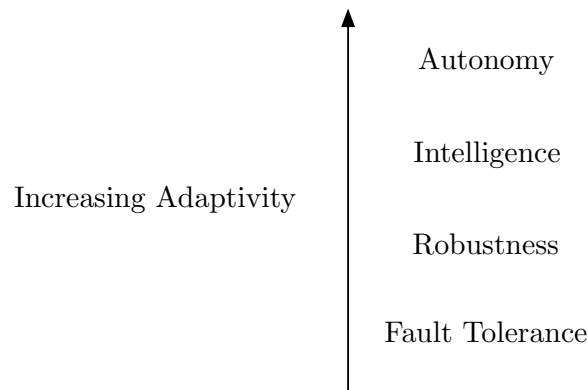 Autonomy
Intelligence
Increasing Adaptivity
Robustness
Fault Tolerance